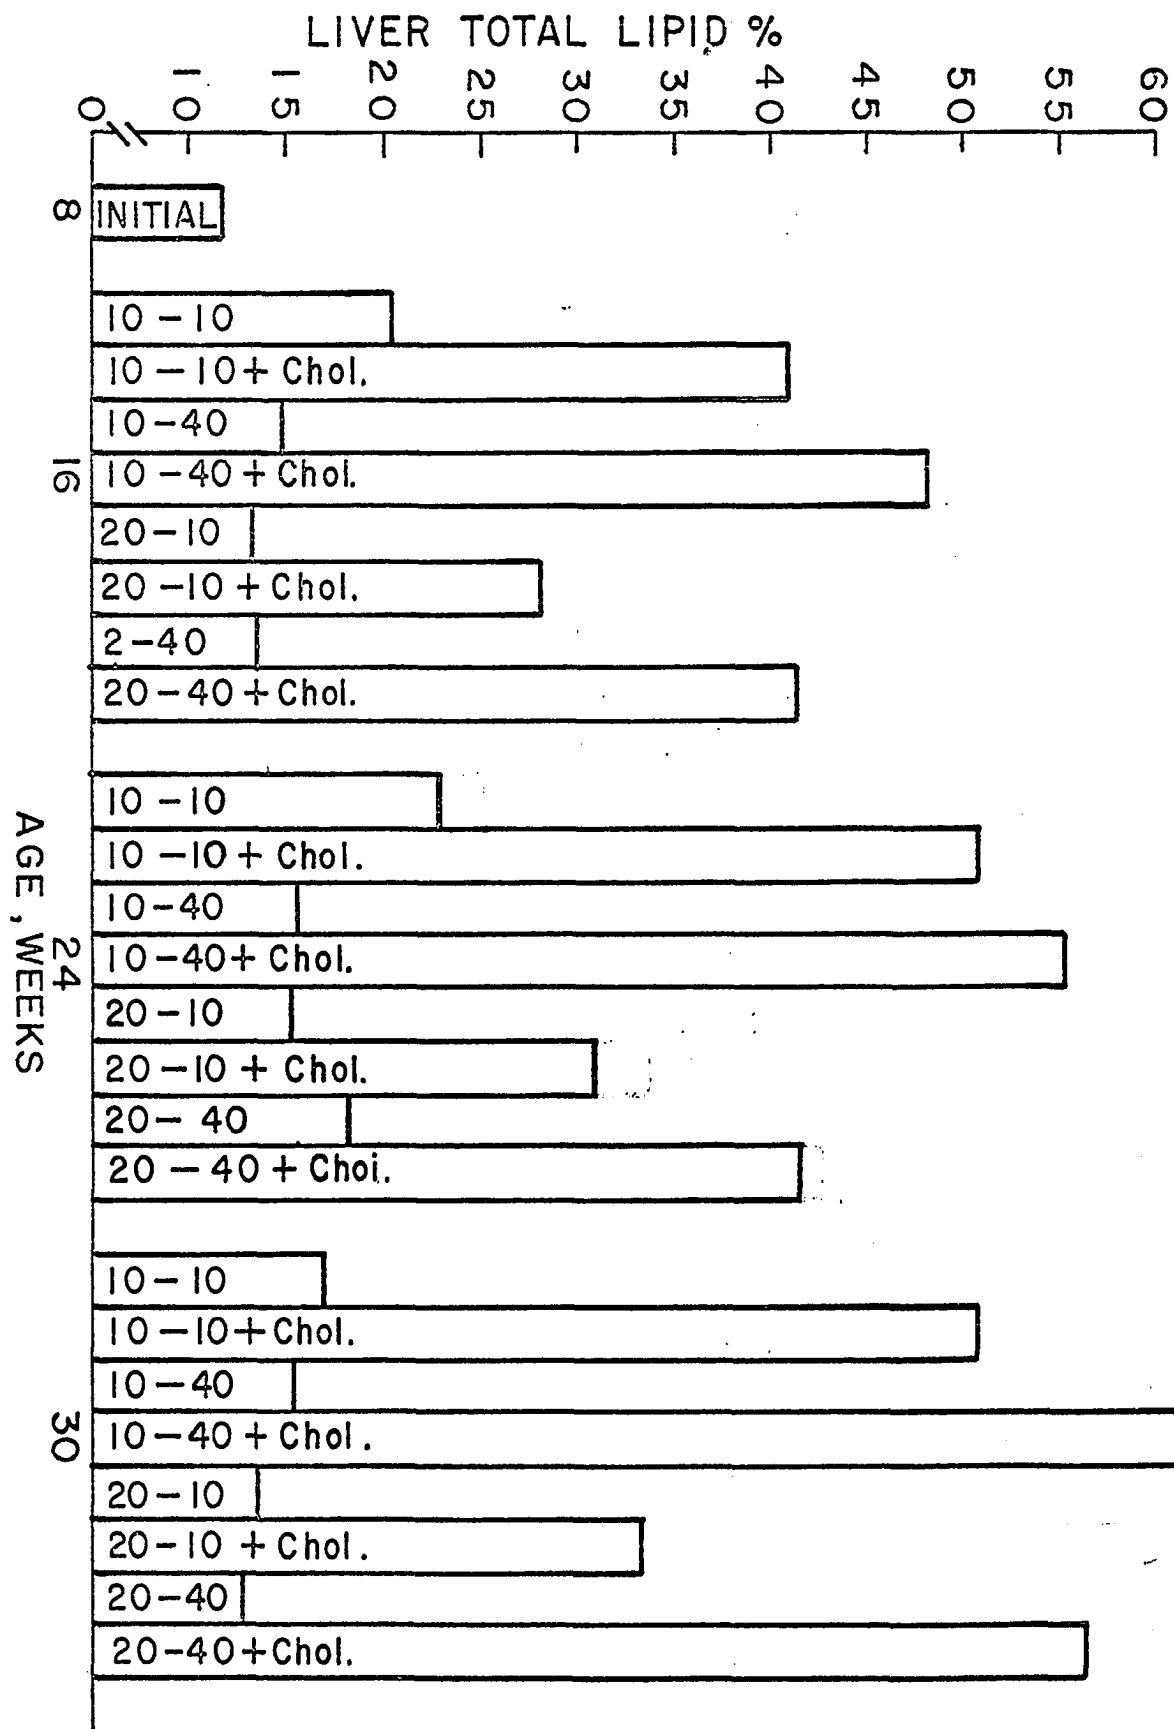 LIVER TOTAL LIPID %
0 10 15 20 25 30 35 40 45 50 55 60
8
INITIAL
16
10-10
10-10+ Chol.
10-40
10-40+ Chol.
20-10
20-10+ Chol.
2-40
20-40+Chol.
24
10-10
10-10+ Chol.
10-40
10-40+ Chol.
20-10
20-10+ Chol.
20-40
20-40+ Choi.
30
10-10
10-10+Chol.
10-40
10-40+Chol.
20-10
20-10+Chol.
20-40
20-40+Chol.
AGE, WEEKS